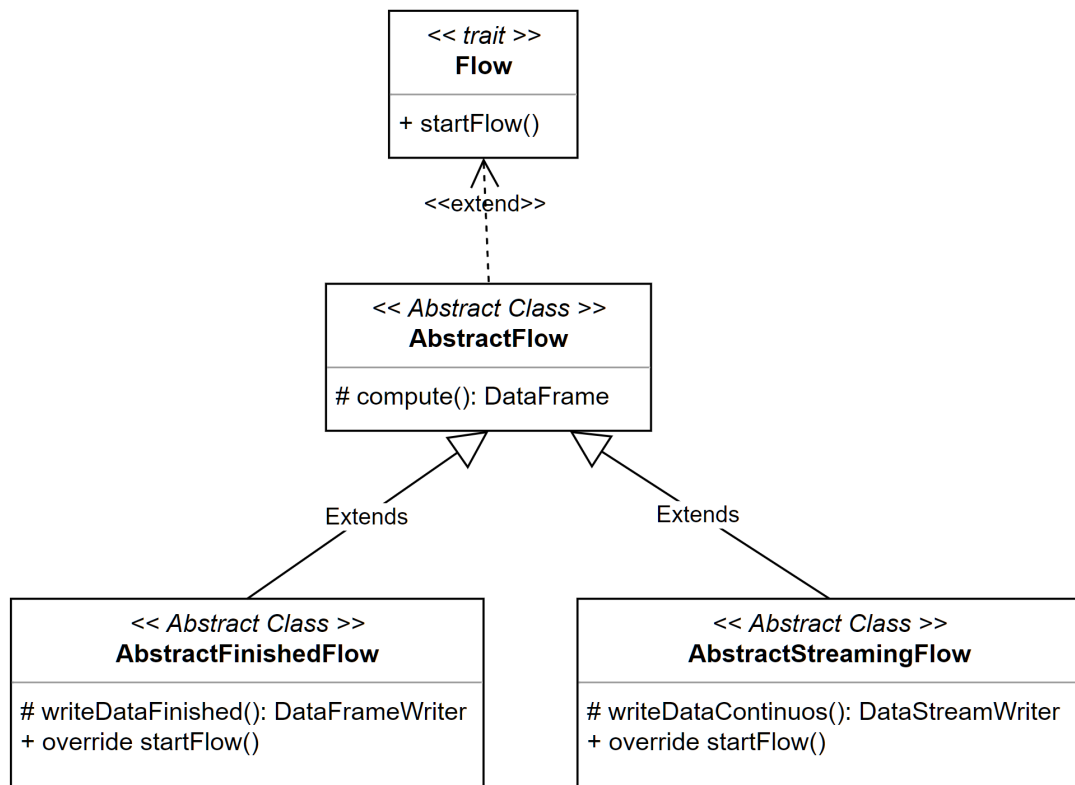 << trait >>
Flow
+ startFlow()
<<extend>>
<< Abstract Class >>
AbstractFlow
# compute(): DataFrame
Extends
Extends
<< Abstract Class >>
AbstractFinishedFlow
# writeDataFinished(): DataFrameWriter
+ override startFlow()
<< Abstract Class >>
AbstractStreamingFlow
# writeDataContinuos(): DataStreamWriter
+ override startFlow()